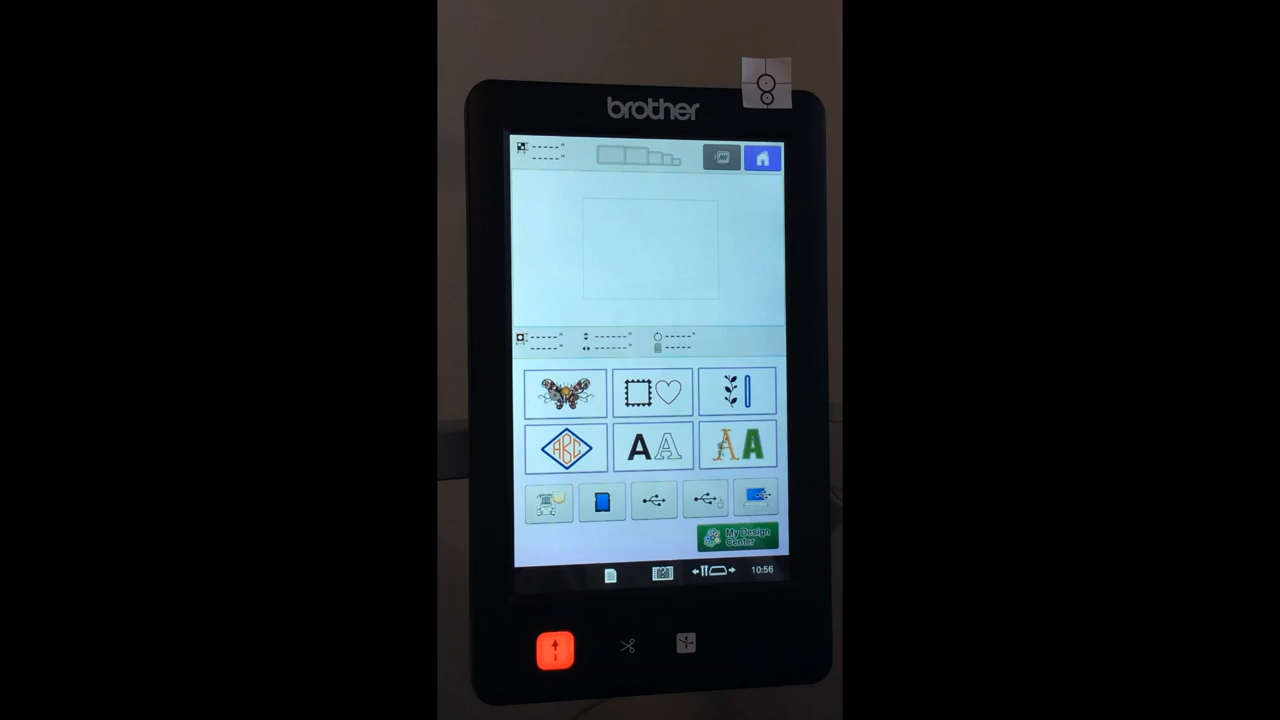 brother
------"
------"
------" ------" ------"
------" ------" ------
ABC
AA
AA
My Design
Center
10:56